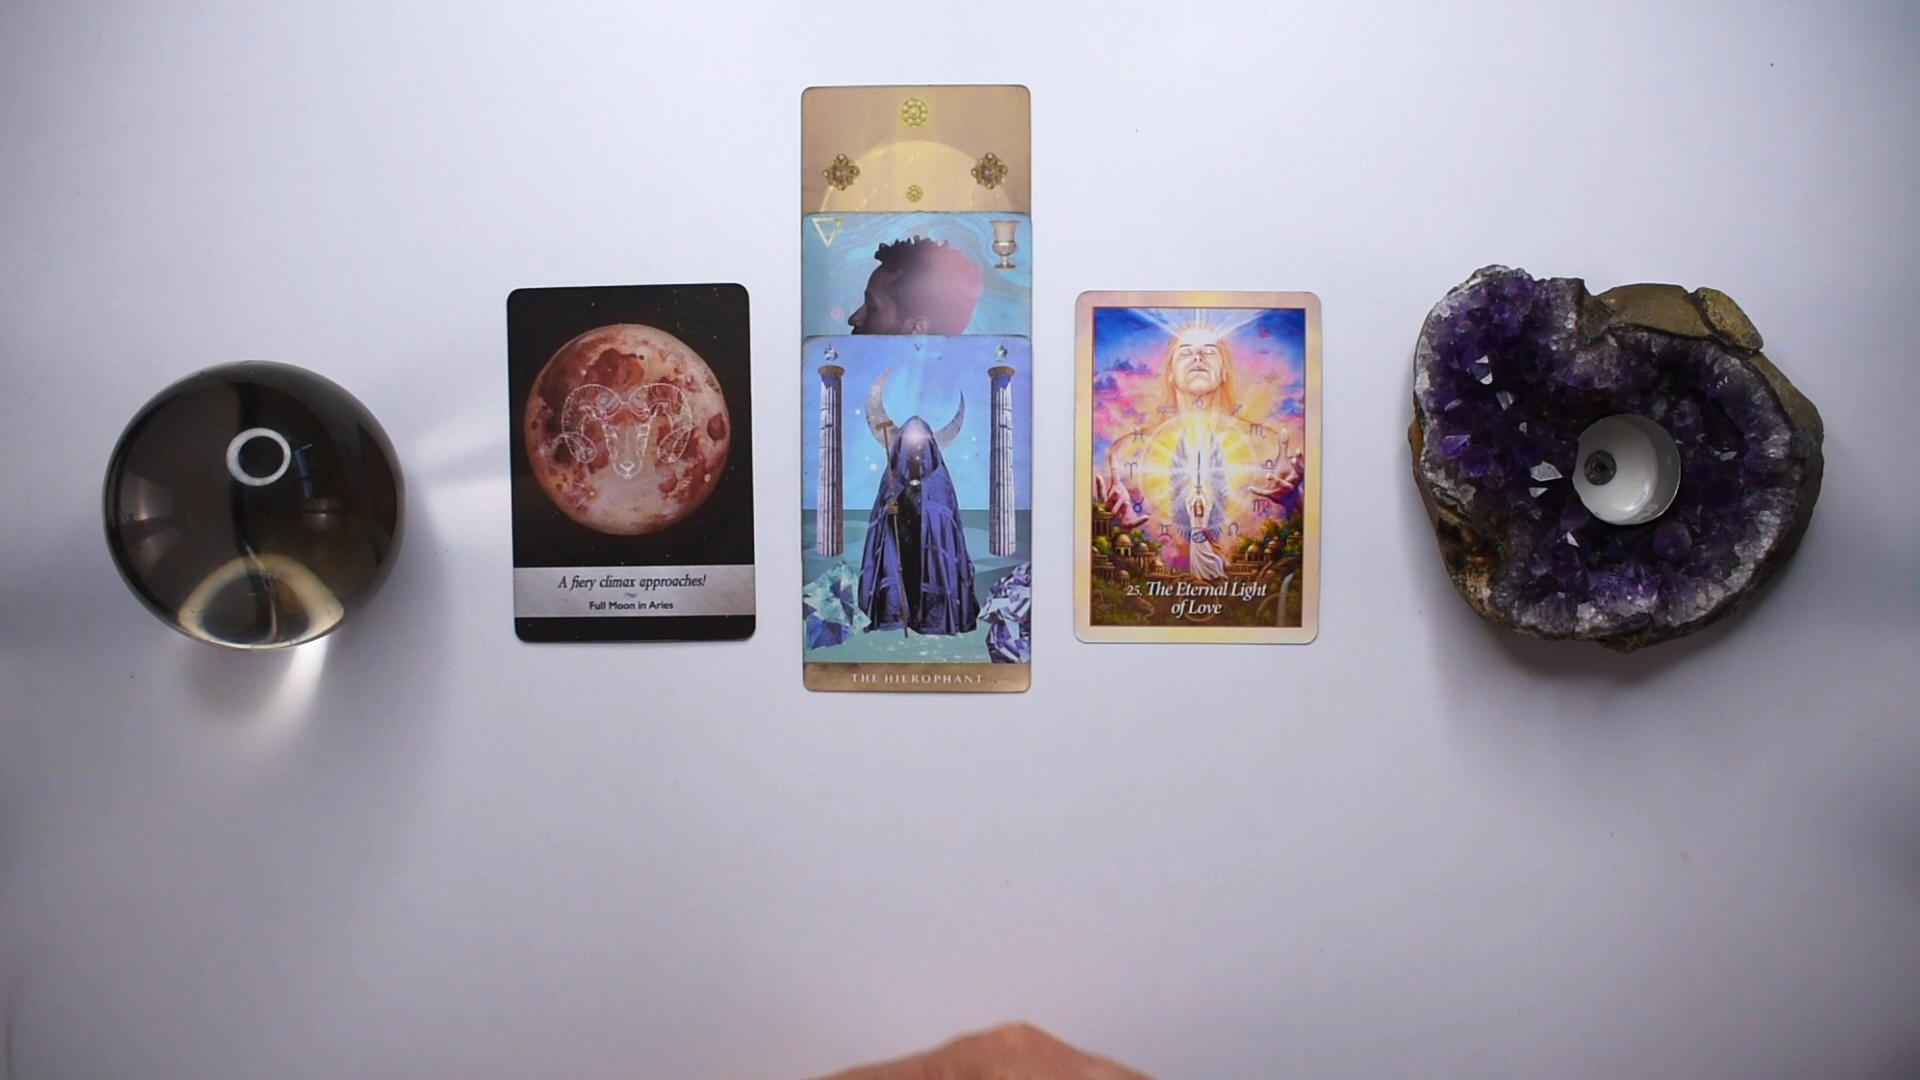 A fiery climax approaches!
Full Moon in Aries
THE HIEROPHANT
25. The Eternal Light
of Love